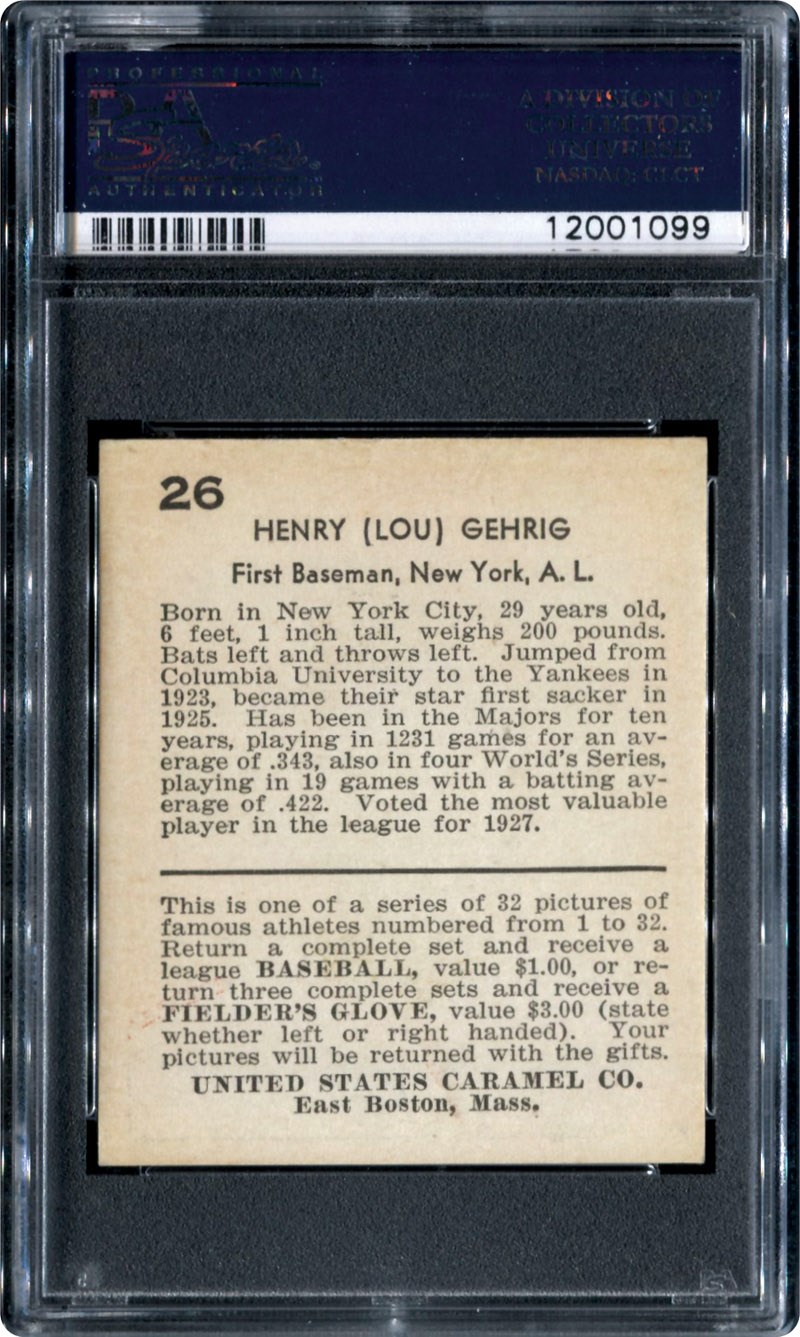 PROFESSIONAL
PSA
Sports
AUTHENTICATOR
A DIVISION OF
COLLECTORS
UNIVERSE
NASDAQ: CLCT
12001099
26
HENRY (LOU) GEHRIG
First Baseman, New York, A. L.
Born in New York City, 29 years old,
6 feet, 1 inch tall, weighs 200 pounds.
Bats left and throws left. Jumped from
Columbia University to the Yankees in
1923, became their star first sacker in
1925. Has been in the Majors for ten
years, playing in 1231 games for an av-
erage of .343, also in four World's Series,
playing in 19 games with a batting av-
erage of .422. Voted the most valuable
player in the league for 1927.
This is one of a series of 32 pictures of
famous athletes numbered from 1 to 32.
Return a complete set and receive a
league BASEBALL, value $1.00, or re-
turn three complete sets and receive a
FIELDER'S GLOVE, value $3.00 (state
whether left or right handed). Your
pictures will be returned with the gifts.
UNITED STATES CARAMEL CO.
East Boston, Mass.